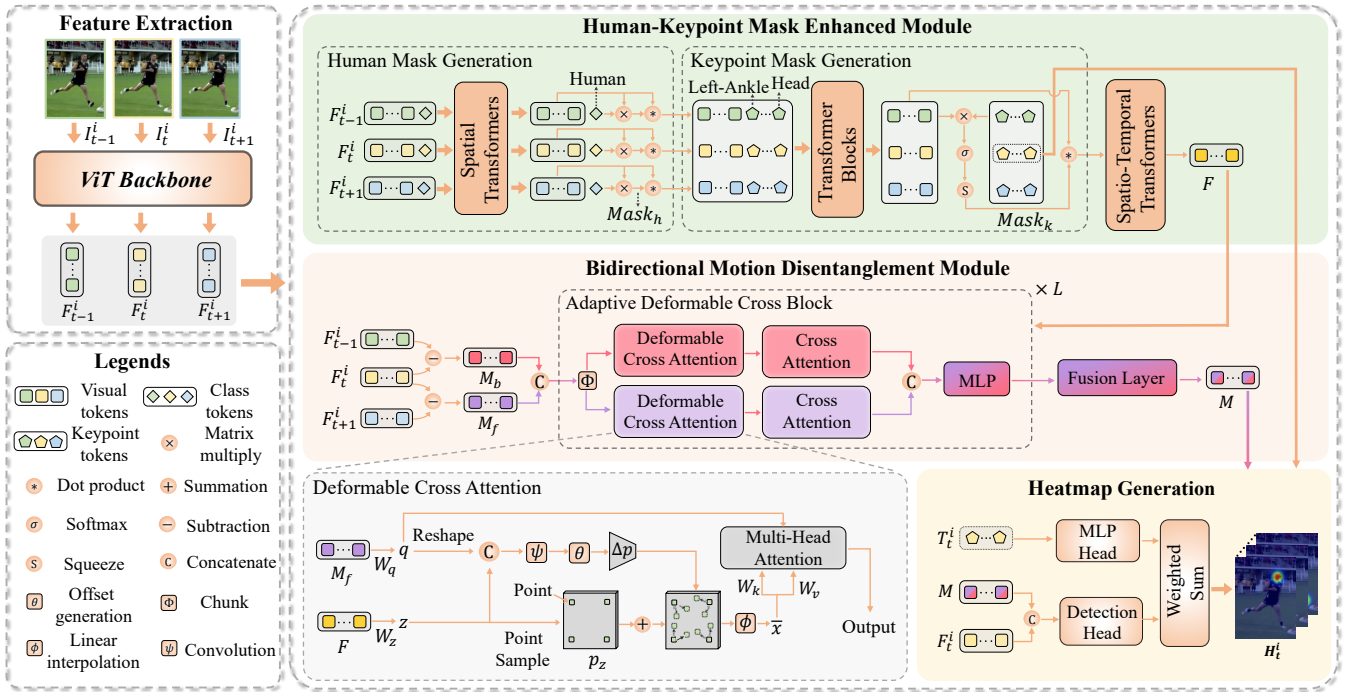 Feature Extraction
I^i_{t-1}
I^i_t
I^i_{t+1}
ViT Backbone
F^i_{t-1}
F^i_t
F^i_{t+1}
Legends
Visual
tokens
Class
tokens
Keypoint
tokens
Matrix
multiply
Dot product
Summation
σ
Softmax
Subtraction
S
Squeeze
C
Concatenate
θ
Offset
generation
Φ
Chunk
ϕ
Linear
interpolation
ψ
Convolution
Human-Keypoint Mask Enhanced Module
Human Mask Generation
F^i_{t-1}
F^i_t
F^i_{t+1}
Spatial
Transformers
Human
Mask_h
Keypoint Mask Generation
Left-Ankle
Head
Transformer
Blocks
σ
S
Mask_k
Spatio-Temporal
Transformers
F
Bidirectional Motion Disentanglement Module
Adaptive Deformable Cross Block
× L
F^i_{t-1}
F^i_t
F^i_{t+1}
M_b
M_f
C
Φ
Deformable
Cross Attention
Cross
Attention
Deformable
Cross Attention
Cross
Attention
C
MLP
Fusion Layer
M
Deformable Cross Attention
M_f
W_q
q
Reshape
C
ψ
θ
Δp
Multi-Head
Attention
W_k
W_v
F
W_z
z
Point
Point
Sample
p_z
ϕ
x̅
Output
Heatmap Generation
T^i_t
MLP
Head
M
C
F^i_t
Detection
Head
Weighted
Sum
H^i_t